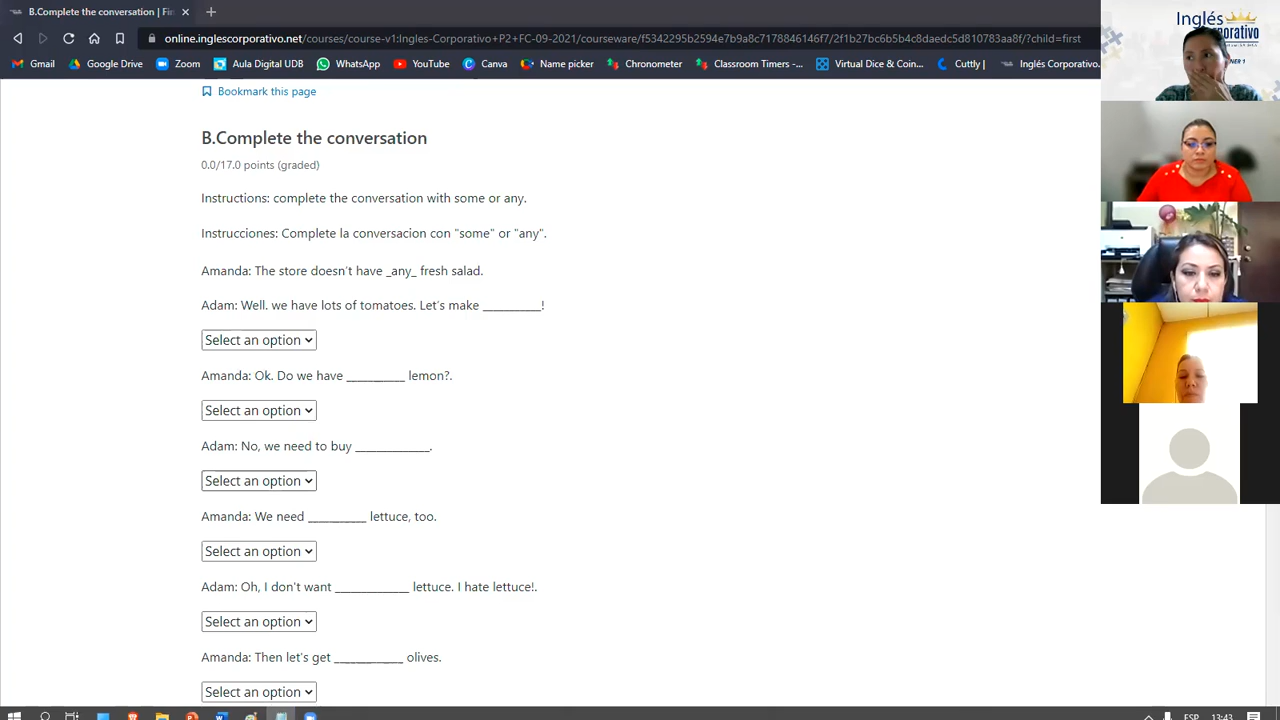 B.Complete the conversation | Fi
online.inglescorporativo.net/courses/course-v1:Ingles-Corporativo+PS+FC-05+2021/courseware/f5342295b2594e7b9a8c7178846146f7/2f1b27bc6b5b4c8daedc5d810783aa8f/?child=first
Gmail Google Drive Zoom Aula Digital UDB WhatsApp YouTube Canva Name picker Chronometer Classroom Timers -... Virtual Dice & Coin... Cuttly | Inglés Corporativo.
Inglés
Bookmark this page
B.Complete the conversation
0.0/17.0 points (graded)
Instructions: complete the conversation with some or any.
Instrucciones: Complete la conversacion con "some" or "any".
Amanda: The store doesn't have _any_ fresh salad.
Adam: Well. we have lots of tomatoes. Let's make ___________!
Select an option
Amanda: Ok. Do we have ___________ lemon?.
Select an option
Adam: No, we need to buy ______________.
Select an option
Amanda: We need ___________ lettuce, too.
Select an option
Adam: Oh, I don't want ______________ lettuce. I hate lettuce!.
Select an option
Amanda: Then let's get _____________ olives.
Select an option
ESP 13:43